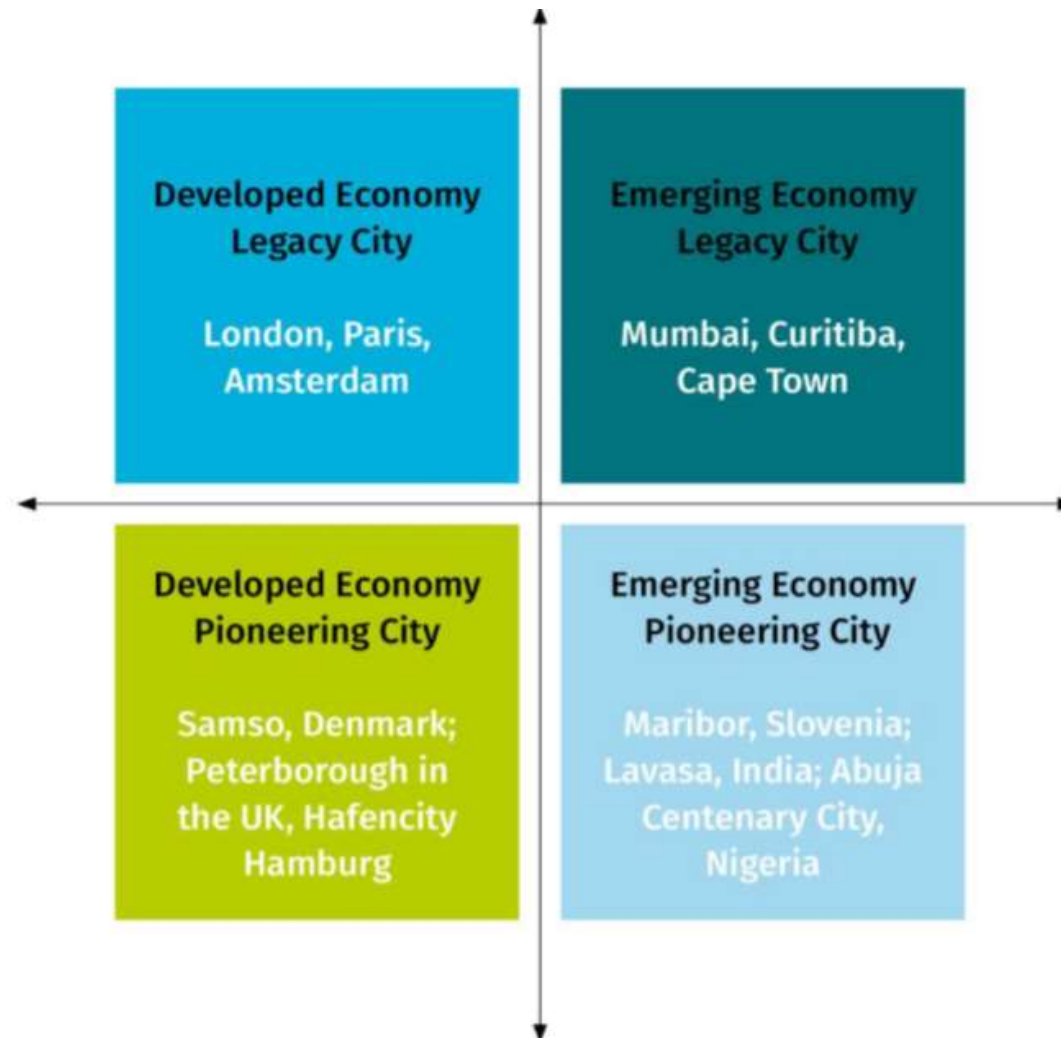 Developed Economy
Legacy City
London, Paris,
Amsterdam
Emerging Economy
Legacy City
Mumbai, Curitiba,
Cape Town
Developed Economy
Pioneering City
Samso, Denmark;
Peterborough in
the UK, Hafencity
Hamburg
Emerging Economy
Pioneering City
Maribor, Slovenia;
Lavasa, India; Abuja
Centenary City,
Nigeria